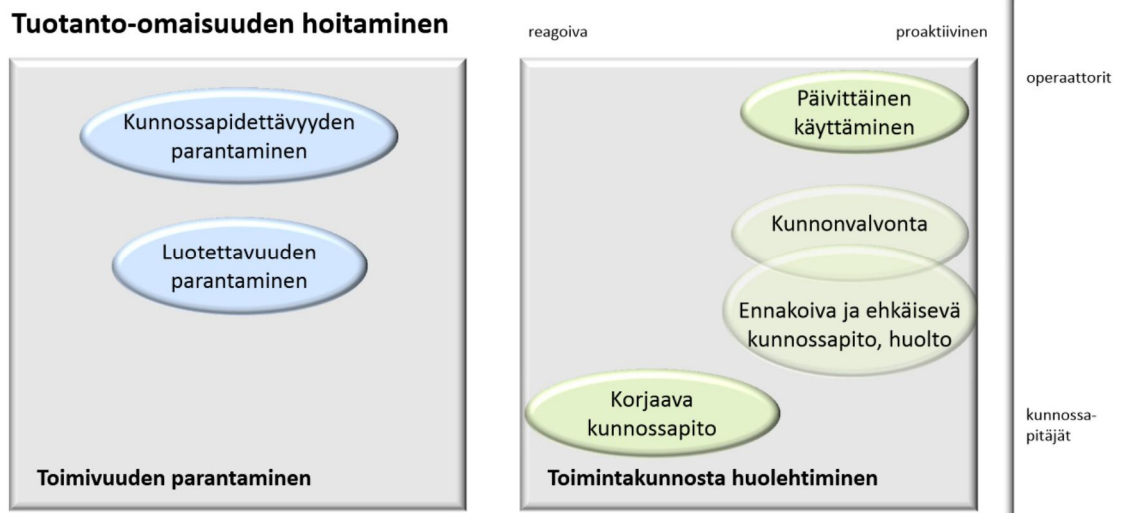 Tuotanto-omaisuuden hoitaminen
reagoiva
proaktiivinen
operaattorit
Kunnossapidettävyyden
parantaminen
Luotettavuuden
parantaminen
Toimivuuden parantaminen
Päivittäinen
käyttäminen
Kunnonvalvonta
Ennakoiva ja ehkäisevä
kunnossapito, huolto
Korjaava
kunnossapito
Toimintakunnosta huolehtiminen
kunnossa-
pitäjät